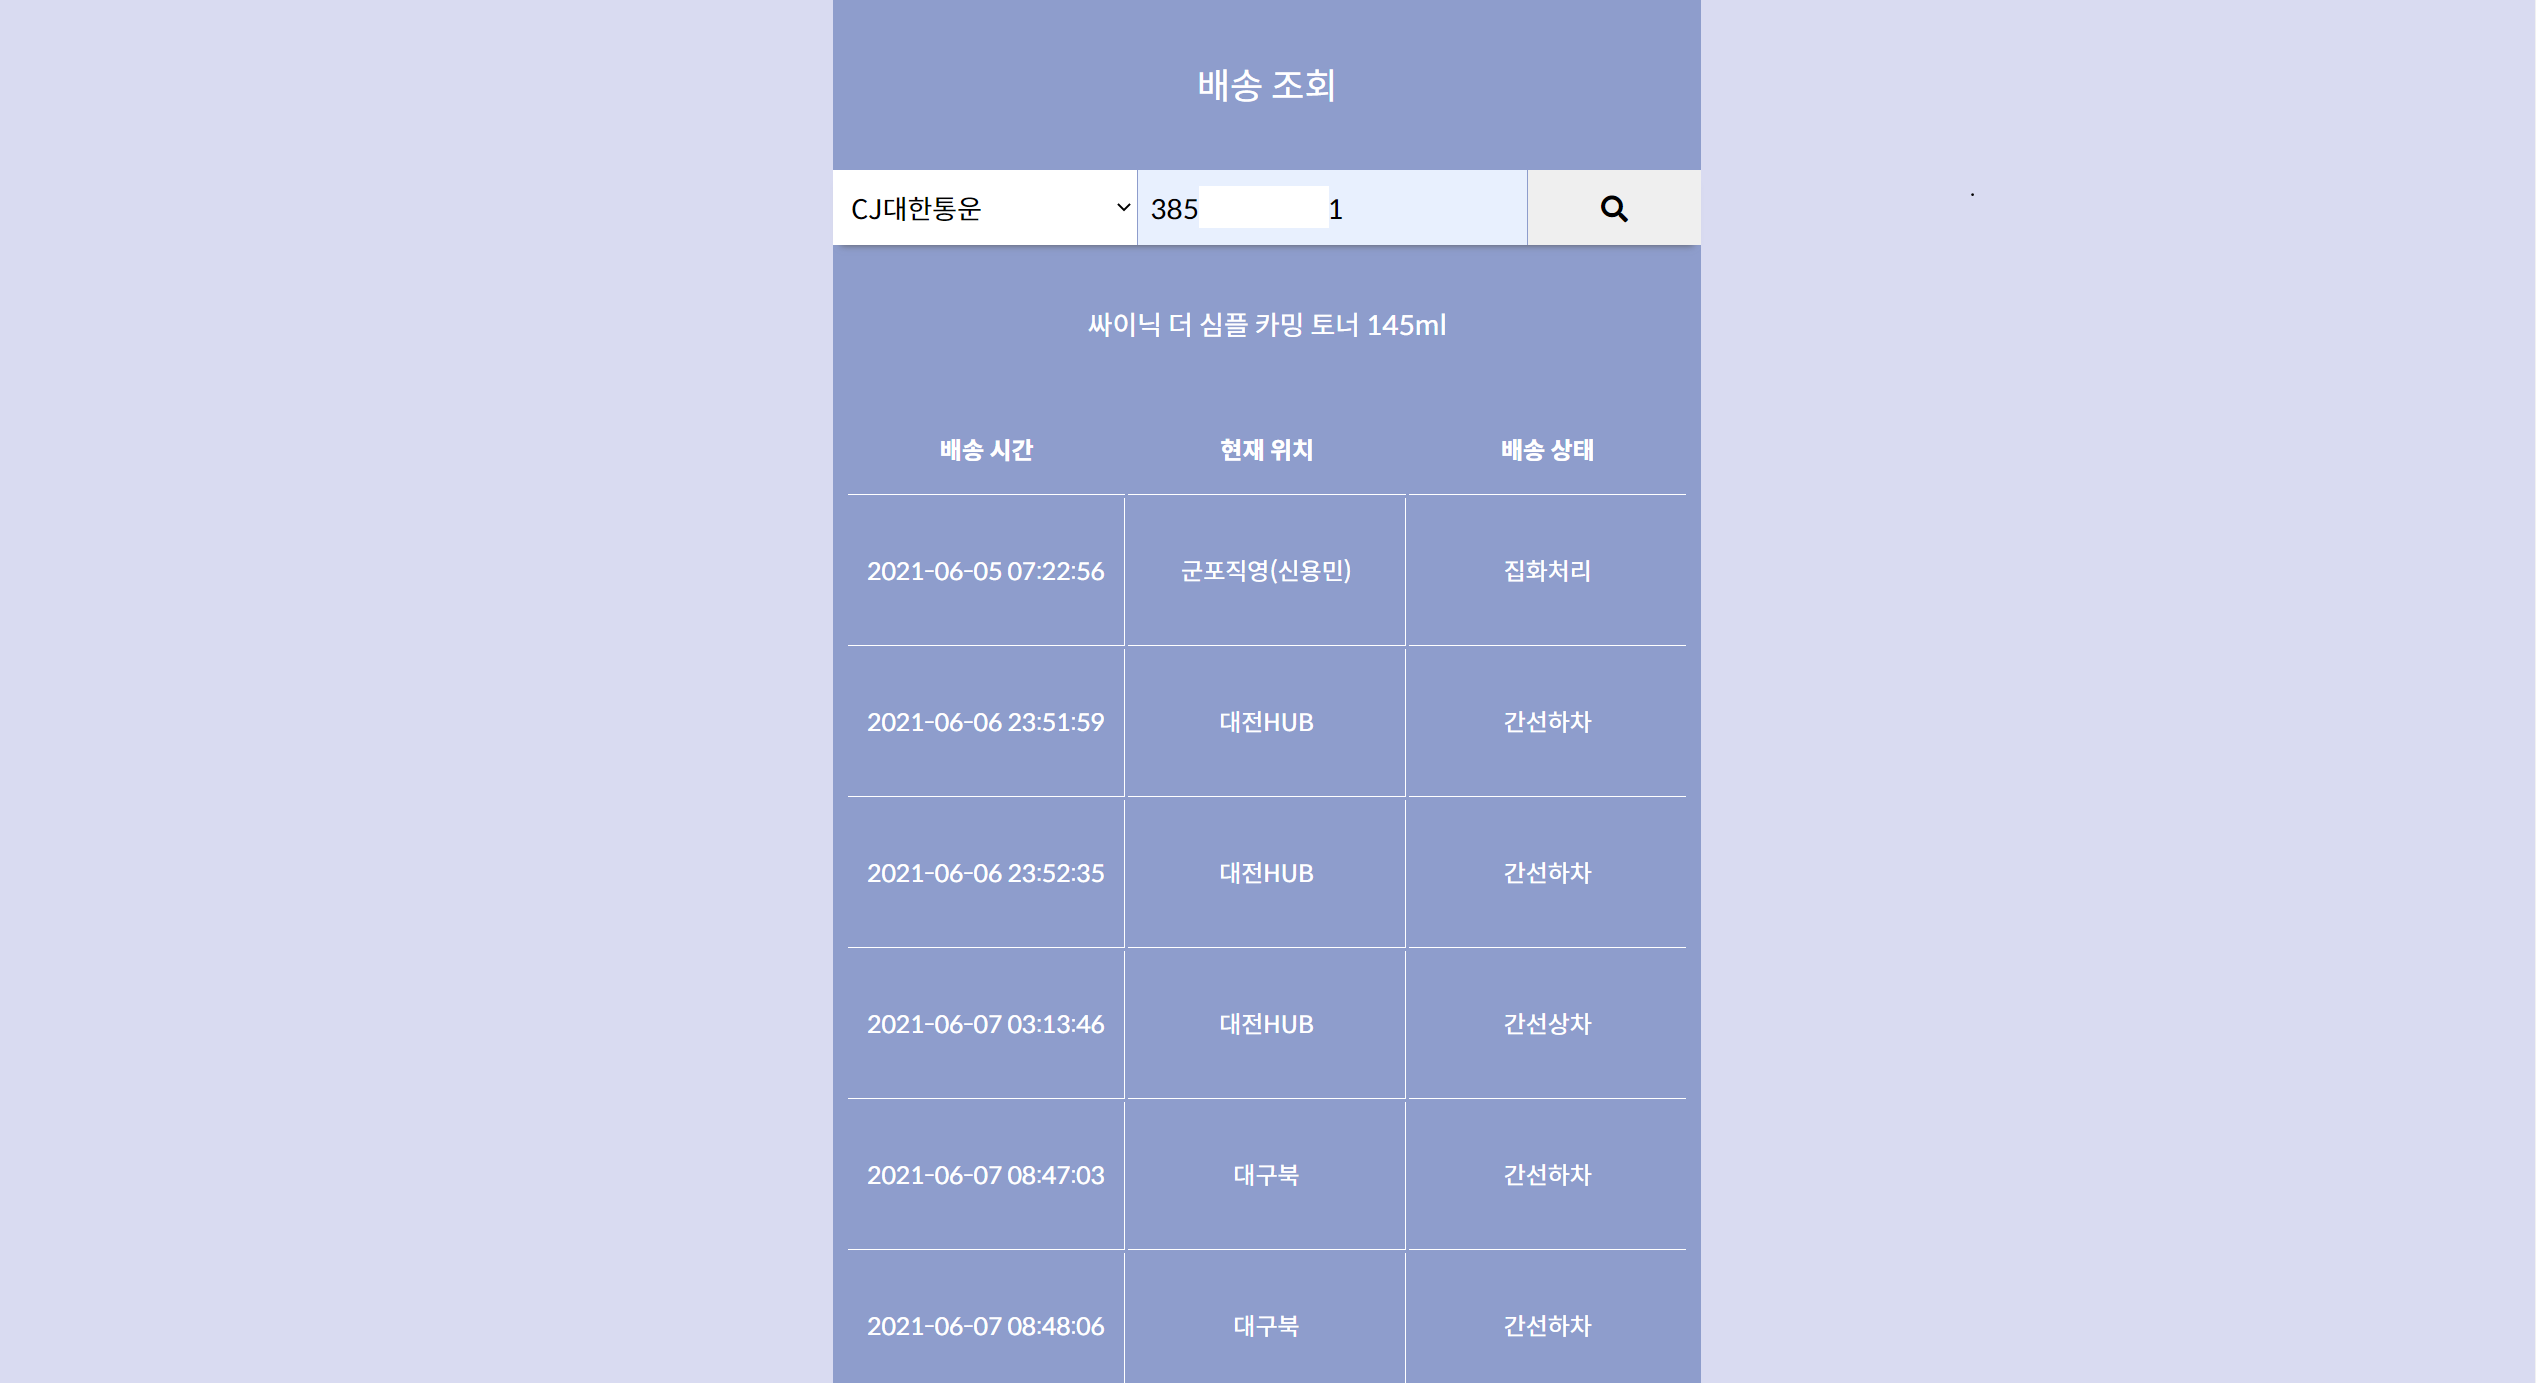 배송 조회
CJ대한통운 385 1
싸이닉 더 심플 카밍 토너 145ml
배송 시간 현재 위치 배송 상태
2021-06-05 07:22:56 군포직영(신용민) 집화처리
2021-06-06 23:51:59 대전HUB 간선하차
2021-06-06 23:52:35 대전HUB 간선하차
2021-06-07 03:13:46 대전HUB 간선상차
2021-06-07 08:47:03 대구북 간선하차
2021-06-07 08:48:06 대구북 간선하차